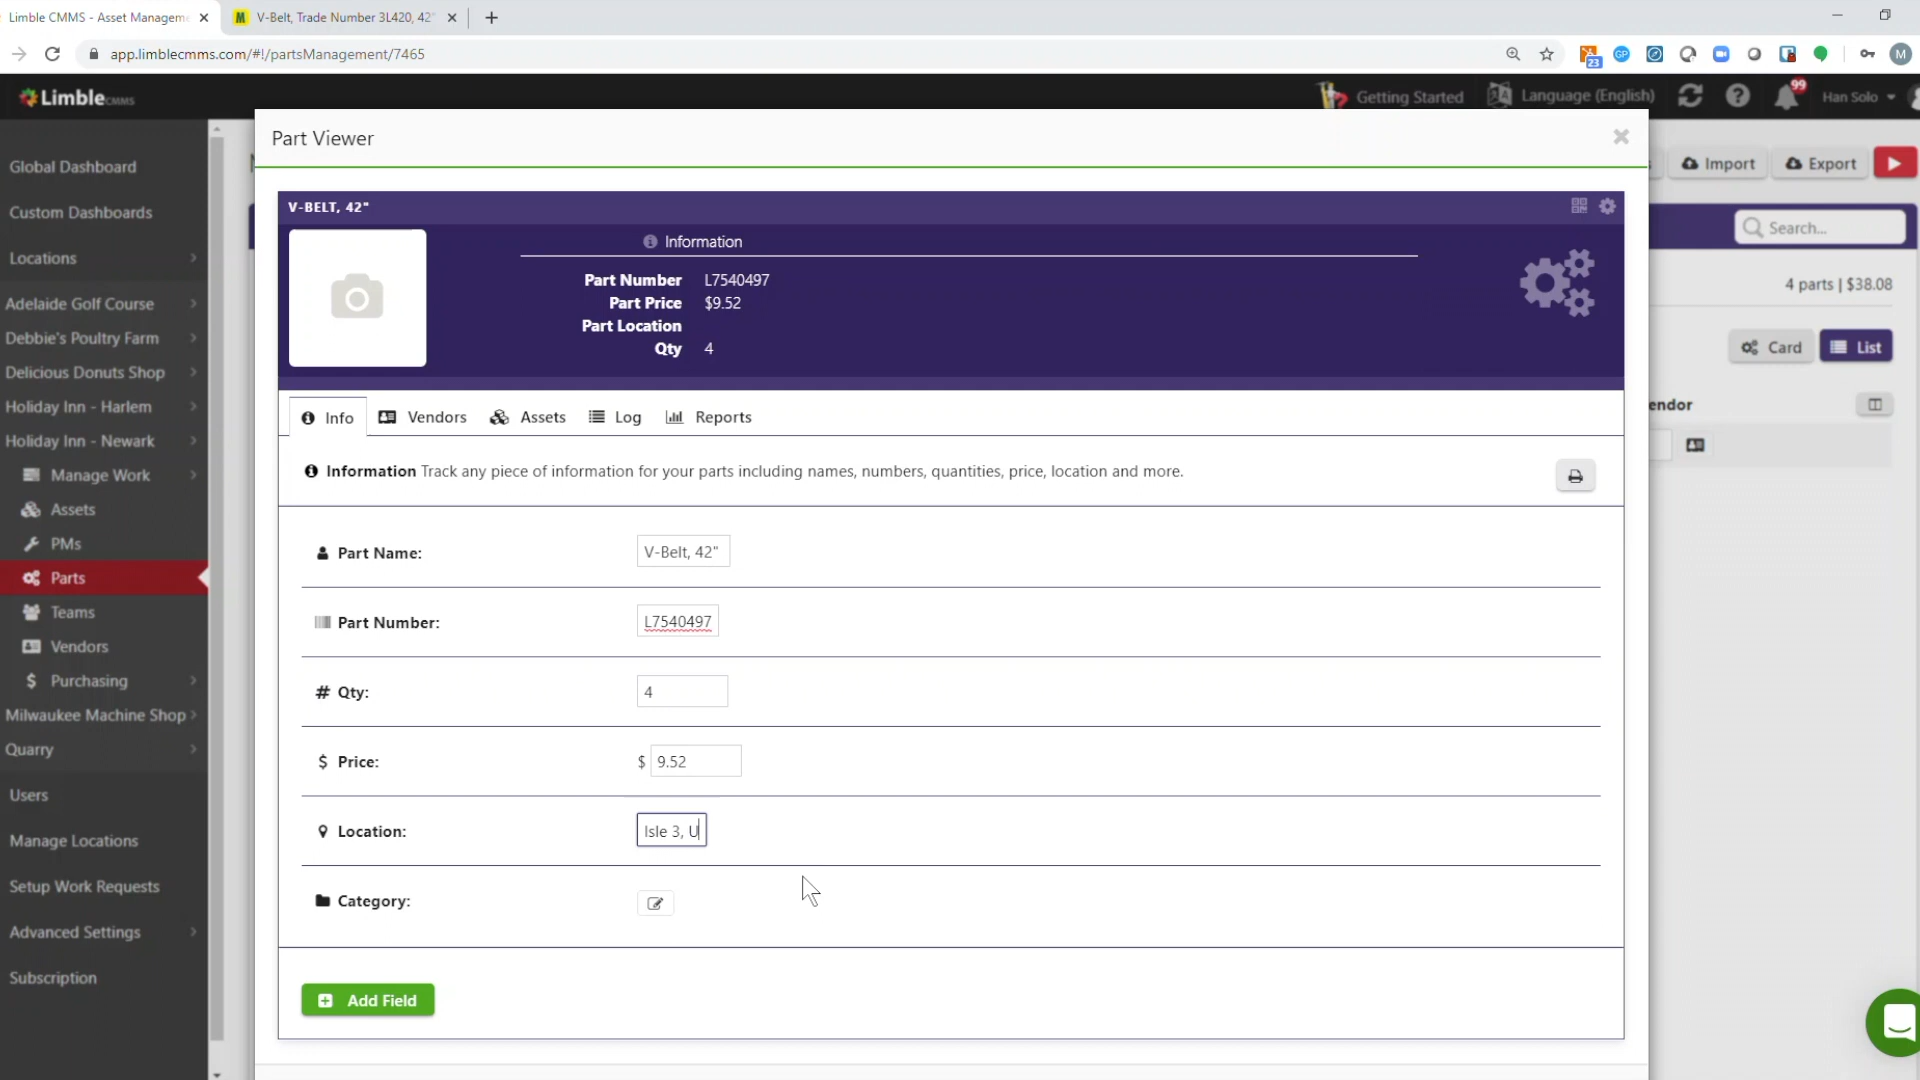 Limble CMMS - Asset Managem
V-Belt, Trade Number 3L420, 42"
app.limblecmms.com/#!/partsManagement/7465
23
GP
M
Limble CMMS
Getting Started
Language (English)
99
Han Solo
Part Viewer
Import
Export
Global Dashboard
Custom Dashboards
Locations
Adelaide Golf Course
Debbie's Poultry Farm
Delicious Donuts Shop
Holiday Inn - Harlem
Holiday Inn - Newark
Manage Work
Assets
PMs
Parts
Teams
Vendors
Purchasing
Milwaukee Machine Shop
Quarry
Users
Manage Locations
Setup Work Requests
Advanced Settings
Subscription
V-BELT, 42"
Information
Part Number L7540497
Part Price $9.52
Part Location
Qty 4
Info
Vendors
Assets
Log
Reports
Information Track any piece of information for your parts including names, numbers, quantities, price, location and more.
Part Name: V-Belt, 42"
Part Number: L7540497
# Qty: 4
$ Price: $ 9.52
Location: Isle 3, U
Category:
Add Field
Search...
4 parts | $38.08
Card
List
endor